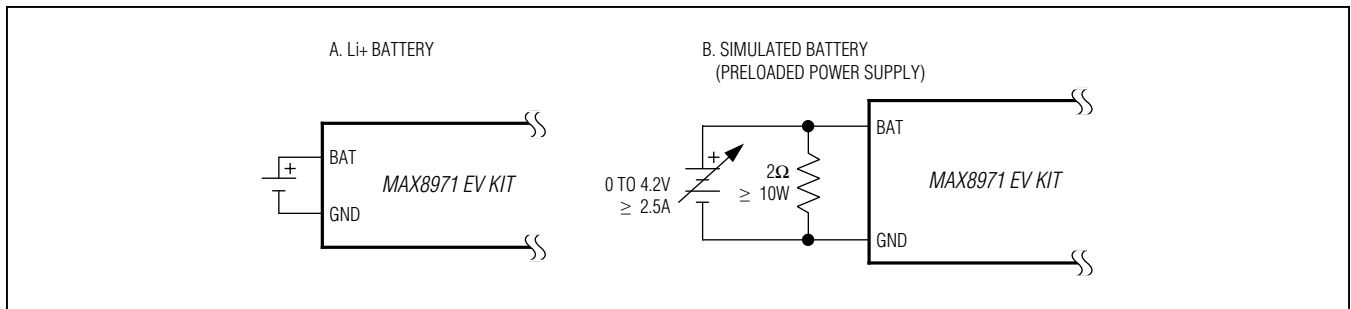 A. Li+ BATTERY
BAT
+
MAX8971 EV KIT
GND
B. SIMULATED BATTERY
(PRELOADED POWER SUPPLY)
BAT
+
0 TO 4.2V
≥ 2.5A
2Ω
≥ 10W
MAX8971 EV KIT
GND